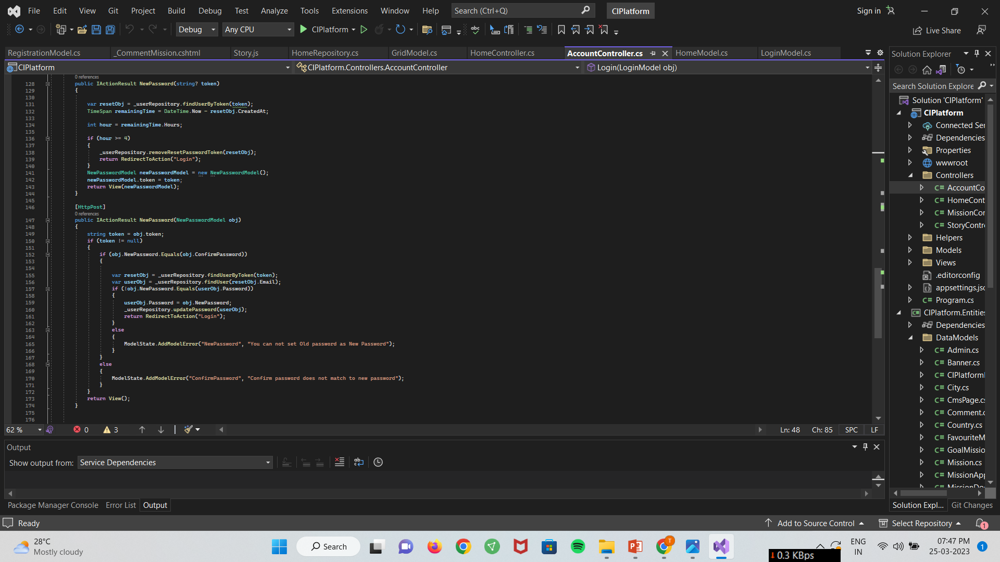 File Edit View Git Project Build Debug Test Analyze Tools Extensions Window Help Search (Ctrl+Q) CIPlatform Sign in
Debug Any CPU CIPlatform Live Share
RegistrationModel.cs _CommentMission.cshtml Story.js HomeRepository.cs GridModel.cs HomeController.cs AccountController.cs HomeModel.cs LoginModel.cs
CIPlatform CIPlatform.Controllers.AccountController Login(LoginModel obj)
0 references
128 public IActionResult NewPassword(string? token)
129 {
130
131 var resetObj = _userRepository.findUserByToken(token);
132 TimeSpan remainingTime = DateTime.Now - resetObj.CreatedAt;
133
134 int hour = remainingTime.Hours;
135
136 if (hour >= 4)
137 {
138 _userRepository.removeResetPasswordToken(resetObj);
139 return RedirectToAction("Login");
140 }
141 NewPasswordModel newPasswordModel = new NewPasswordModel();
142 newPasswordModel.token = token;
143 return View(newPasswordModel);
144 }
145
146 [HttpPost]
0 references
147 public IActionResult NewPassword(NewPasswordModel obj)
148 {
149 string token = obj.token;
150 if (token != null)
151 {
152 if (obj.NewPassword.Equals(obj.ConfirmPassword))
153 {
154
155 var resetObj = _userRepository.findUserByToken(token);
156 var userObj = _userRepository.findUser(resetObj.Email);
157 if (!obj.NewPassword.Equals(userObj.Password))
158 {
159 userObj.Password = obj.NewPassword;
160 _userRepository.updatePassword(userObj);
161 return RedirectToAction("Login");
162 }
163 else
164 {
165 ModelState.AddModelError("NewPassword", "You can not set Old password as New Password");
166 }
167 }
168 else
169 {
170 ModelState.AddModelError("ConfirmPassword", "Confirm password does not match to new password");
171 }
172 }
173 return View();
174 }
175
176
62 % 0 3 Ln: 48 Ch: 85 SPC LF
Output
Show output from: Service Dependencies
Package Manager Console Error List Output
Solution Explorer
Search Solution Explore
Solution 'CIPlatform'
CIPlatform
Connected Ser
Dependencies
Properties
wwwroot
Controllers
C# AccountCo
C# HomeCont
C# MissionCor
C# StoryContr
Helpers
Models
Views
.editorconfig
appsettings.jsc
C# Program.cs
C# CIPlatform.Entities
Dependencies
DataModels
C# Admin.cs
C# Banner.cs
C# CIPlatform
C# City.cs
C# CmsPage.cs
C# Comment.c
C# Country.cs
C# FavouriteM
C# GoalMissio
C# Mission.cs
C# MissionApp
C# MissionDo
Solution Expl... Git Changes
Ready Add to Source Control Select Repository 1
28°C
Mostly cloudy
Search
T
0.3 KBps
ENG
IN
07:47 PM
25-03-2023
1